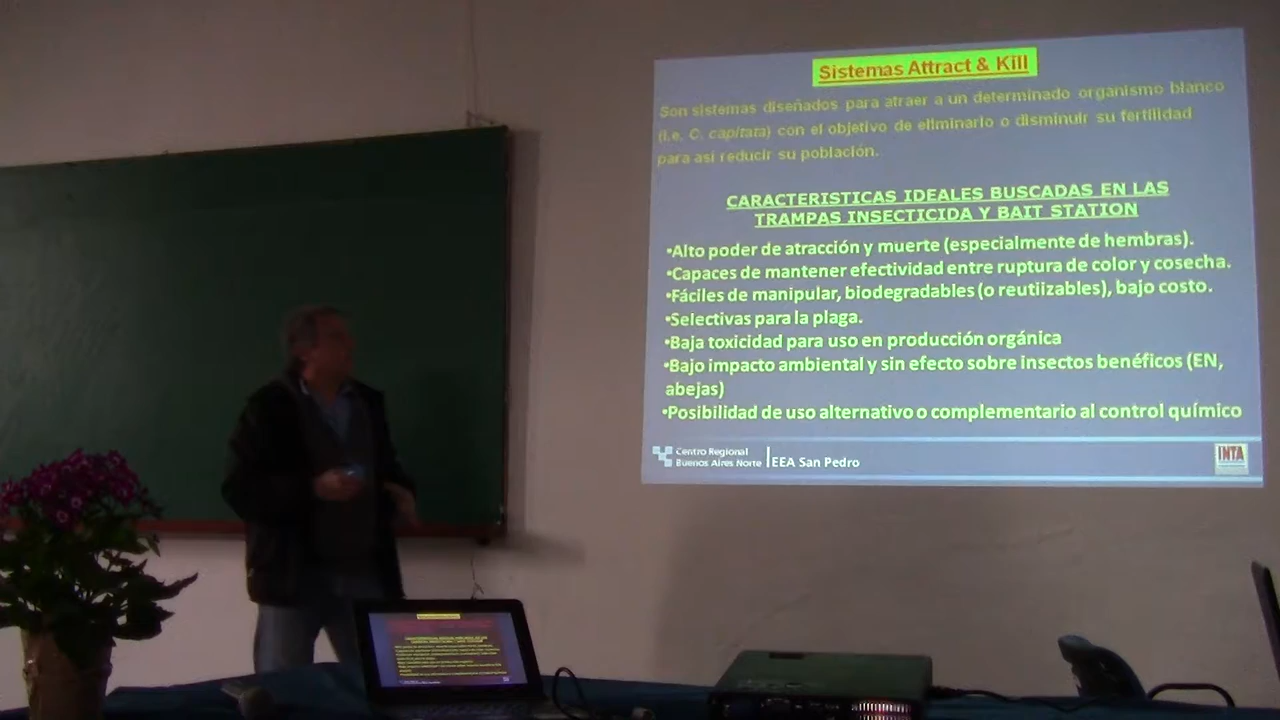 Sistemas Attract & Kill
Son sistemas diseñados para atraer a un determinado organismo blanco
(i.e. C. capitata) con el objetivo de eliminarlo o disminuir su fertilidad
para asi reducir su población.
CARACTERISTICAS IDEALES BUSCADAS EN LAS
TRAMPAS INSECTICIDA Y BAIT STATION
•Alto poder de atracción y muerte (especialmente de hembras).
•Capaces de mantener efectividad entre ruptura de color y cosecha.
•Fáciles de manipular, biodegradables (o reutiizables), bajo costo.
•Selectivas para la plaga.
•Baja toxicidad para uso en producción orgánica
•Bajo impacto ambiental y sin efecto sobre insectos benéficos (EN,
abejas)
•Posibilidad de uso alternativo o complementario al control químico
Centro Regional
Buenos Aires Norte
EEA San Pedro
INTA